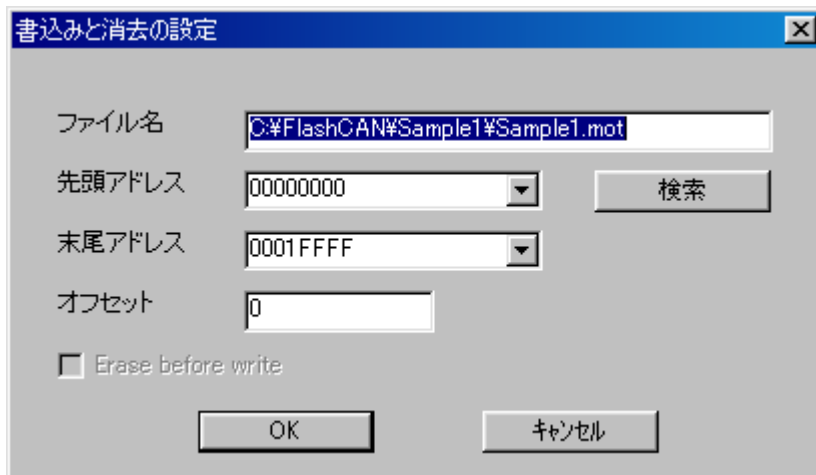 書込みと消去の設定
ファイル名 C:¥FlashCAN¥Sample1¥Sample1.mot
先頭アドレス 00000000 検索
末尾アドレス 0001FFFF
オフセット 0
Erase before write
OK キャンセル